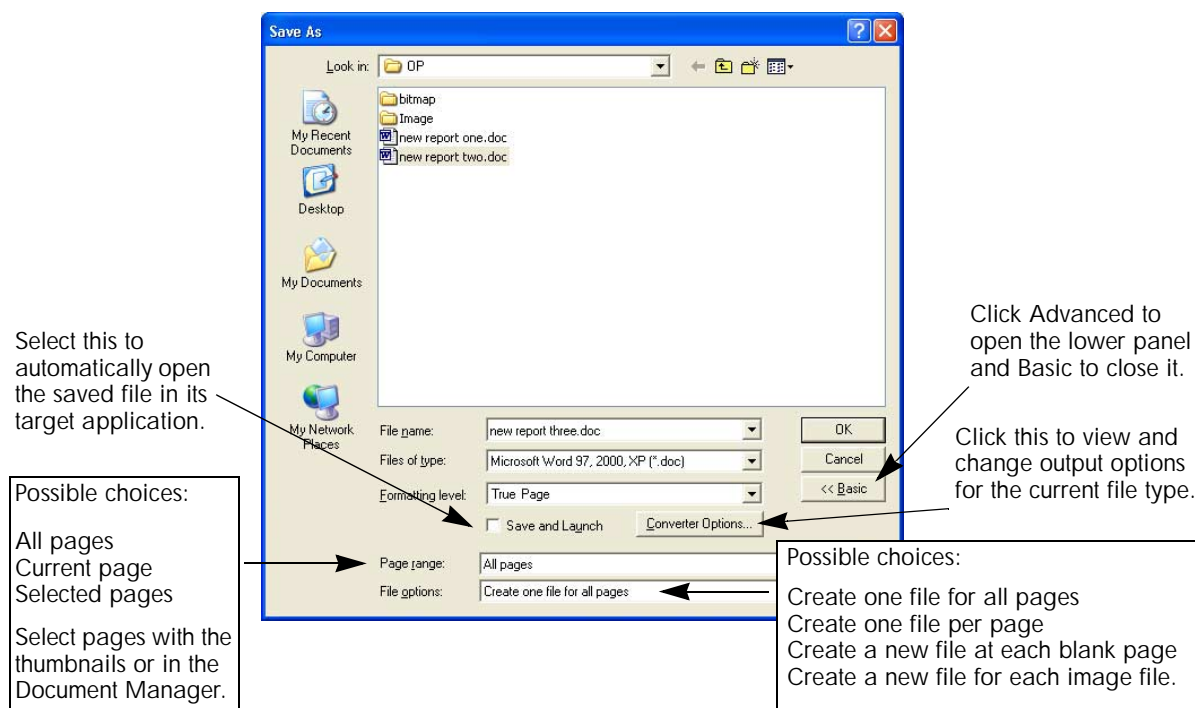 Save As
Look in:
OP
bitmap
Image
new report one.doc
new report two.doc
My Recent
Documents
Desktop
My Documents
My Computer
My Network
Places
File name:
new report three.doc
OK
Files of type:
Microsoft Word 97, 2000, XP (*.doc)
Cancel
Formatting level:
True Page
<< Basic
Save and Launch
Converter Options...
Page range:
All pages
File options:
Create one file for all pages
Select this to
automatically open
the saved file in its
target application.
Possible choices:
All pages
Current page
Selected pages
Select pages with the
thumbnails or in the
Document Manager.
Click Advanced to
open the lower panel
and Basic to close it.
Click this to view and
change output options
for the current file type.
Possible choices:
Create one file for all pages
Create one file per page
Create a new file at each blank page
Create a new file for each image file.